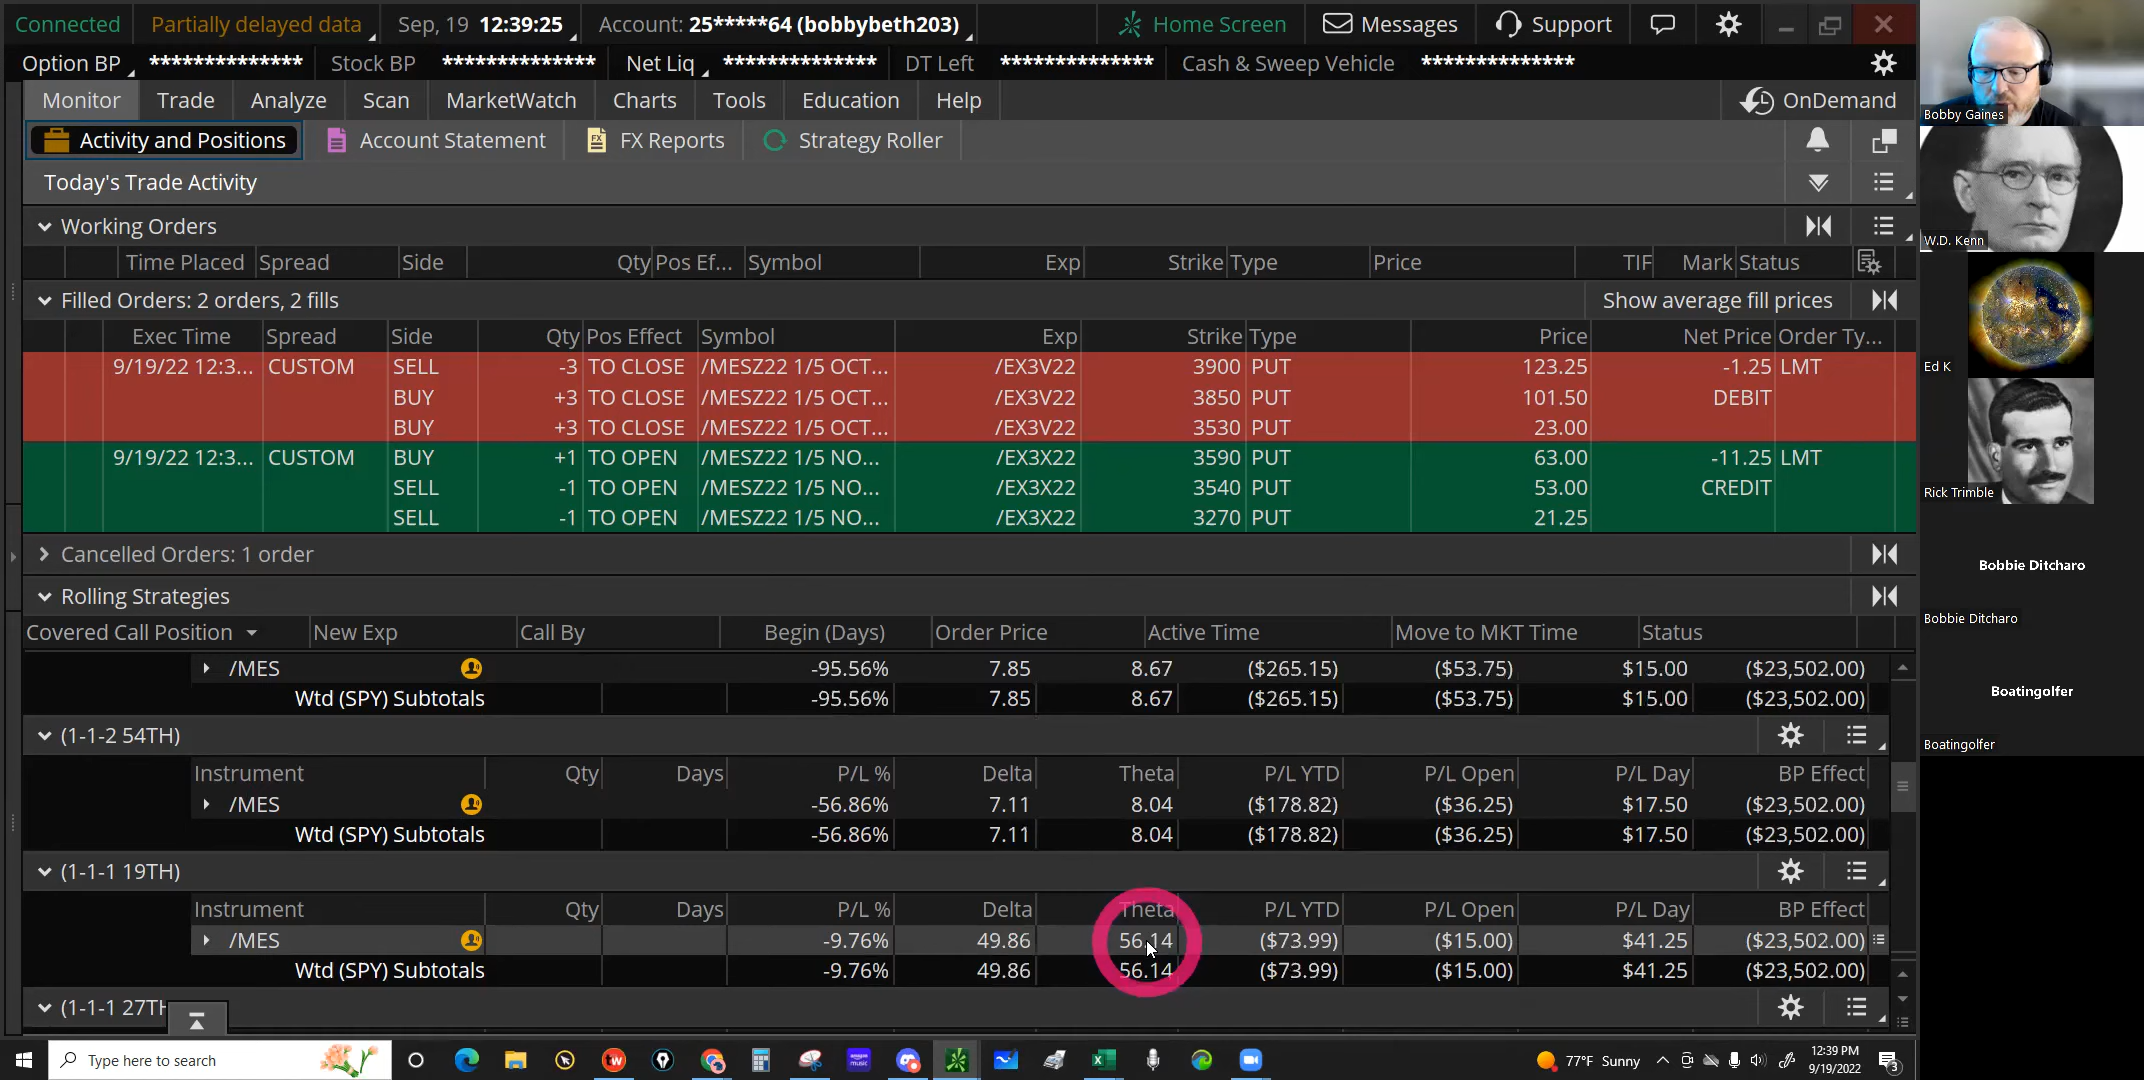 Connected Partially delayed data Sep, 19 12:39:25 Account: 25*****64 (bobbybeth203) Home Screen Messages Support
Option BP ************** Stock BP ************** Net Liq ************** DT Left ************** Cash & Sweep Vehicle **************
Monitor Trade Analyze Scan MarketWatch Charts Tools Education Help OnDemand
Activity and Positions Account Statement FX FX Reports Strategy Roller
Today's Trade Activity
Working Orders
Time Placed Spread Side Qty Pos Ef... Symbol Exp Strike Type Price TIF Mark Status
Filled Orders: 2 orders, 2 fills Show average fill prices
Exec Time Spread Side Qty Pos Effect Symbol Exp Strike Type Price Net Price Order Ty...
9/19/22 12:3... CUSTOM SELL -3 TO CLOSE /MESZ22 1/5 OCT... /EX3V22 3900 PUT 123.25 -1.25 LMT
BUY +3 TO CLOSE /MESZ22 1/5 OCT... /EX3V22 3850 PUT 101.50 DEBIT
BUY +3 TO CLOSE /MESZ22 1/5 OCT... /EX3V22 3530 PUT 23.00
9/19/22 12:3... CUSTOM BUY +1 TO OPEN /MESZ22 1/5 NO... /EX3X22 3590 PUT 63.00 -11.25 LMT
SELL -1 TO OPEN /MESZ22 1/5 NO... /EX3X22 3540 PUT 53.00 CREDIT
SELL -1 TO OPEN /MESZ22 1/5 NO... /EX3X22 3270 PUT 21.25
Cancelled Orders: 1 order
Rolling Strategies
Covered Call Position New Exp Call By Begin (Days) Order Price Active Time Move to MKT Time Status
/MES -95.56% 7.85 8.67 ($265.15) ($53.75) $15.00 ($23,502.00)
Wtd (SPY) Subtotals -95.56% 7.85 8.67 ($265.15) ($53.75) $15.00 ($23,502.00)
(1-1-2 54TH)
Instrument Qty Days P/L % Delta Theta P/L YTD P/L Open P/L Day BP Effect
/MES -56.86% 7.11 8.04 ($178.82) ($36.25) $17.50 ($23,502.00)
Wtd (SPY) Subtotals -56.86% 7.11 8.04 ($178.82) ($36.25) $17.50 ($23,502.00)
(1-1-1 19TH)
Instrument Qty Days P/L % Delta Theta P/L YTD P/L Open P/L Day BP Effect
/MES -9.76% 49.86 56.14 ($73.99) ($15.00) $41.25 ($23,502.00)
Wtd (SPY) Subtotals -9.76% 49.86 56.14 ($73.99) ($15.00) $41.25 ($23,502.00)
(1-1-1 27TH
Type here to search
77°F Sunny
12:39 PM
9/19/2022
3
Bobby Gaines
W.D. Kenn
Ed K
Rick Trimble
Bobbie Ditcharo
Bobbie Ditcharo
Boatingolfer
Boatingolfer